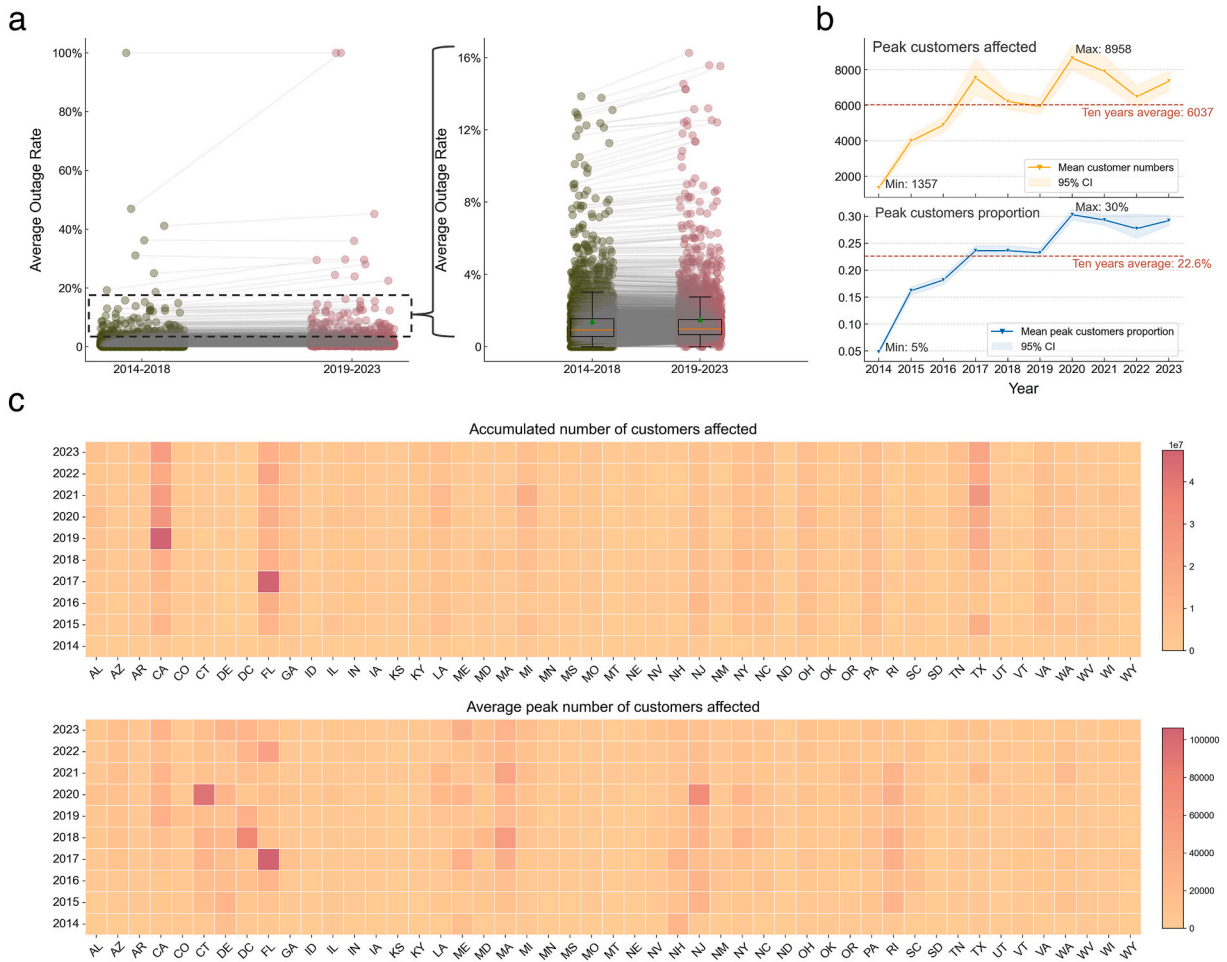 a
100%
80%
60%
40%
20%
0
Average Outage Rate
2014-2018
2019-2023
16%
12%
8%
4%
0
Average Outage Rate
2014-2018
2019-2023
b
Peak customers affected
Max: 8958
8000
6000
4000
2000
Ten years average: 6037
Min: 1357
Mean customer numbers
95% CI
Peak customers proportion
Max: 30%
0.30
0.25
0.20
0.15
0.10
0.05
Ten years average: 22.6%
Min: 5%
Mean peak customers proportion
95% CI
2014 2015 2016 2017 2018 2019 2020 2021 2022 2023
Year
c
Accumulated number of customers affected
2023
2022
2021
2020
2019
2018
2017
2016
2015
2014
AL AZ AR CA CO CT DE DC FL GA ID IL IN IA KS KY LA ME MD MA MI MN MS MO MT NE NV NH NJ NY NC ND OH OK OR PA RI SC SD TN TX UT VT VA WA WV WI WY
1e7
4
3
2
1
0
Average peak number of customers affected
2023
2022
2021
2020
2019
2018
2017
2016
2015
2014
AL AZ AR CA CO CT DE DC FL GA ID IL IN IA KS KY LA ME MD MA MI MN MS MO MT NE NV NH NJ NY NC ND OH OK OR PA RI SC SD TN TX UT VT VA WA WV WI WY
100000
80000
60000
40000
20000
0